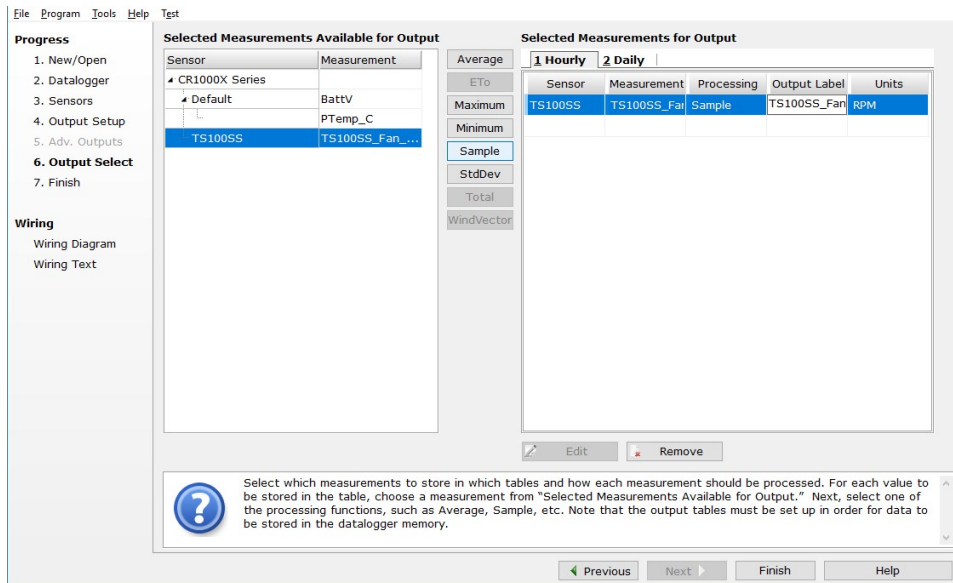 File Program Tools Help Test
Progress
1. New/Open
2. Datalogger
3. Sensors
4. Output Setup
5. Adv. Outputs
6. Output Select
7. Finish
Wiring
Wiring Diagram
Wiring Text
Selected Measurements Available for Output
Sensor Measurement
CR1000X Series
Default BattV
PTemp_C
TS100SS TS100SS_Fan_...
Average
ETo
Maximum
Minimum
Sample
StdDev
Total
WindVector
Selected Measurements for Output
1 Hourly 2 Daily
Sensor Measurement Processing Output Label Units
TS100SS TS100SS_Far Sample TS100SS_Fan RPM
Edit Remove
Select which measurements to store in which tables and how each measurement should be processed. For each value to
be stored in the table, choose a measurement from “Selected Measurements Available for Output.” Next, select one of
the processing functions, such as Average, Sample, etc. Note that the output tables must be set up in order for data to
be stored in the datalogger memory.
Previous Next Finish Help